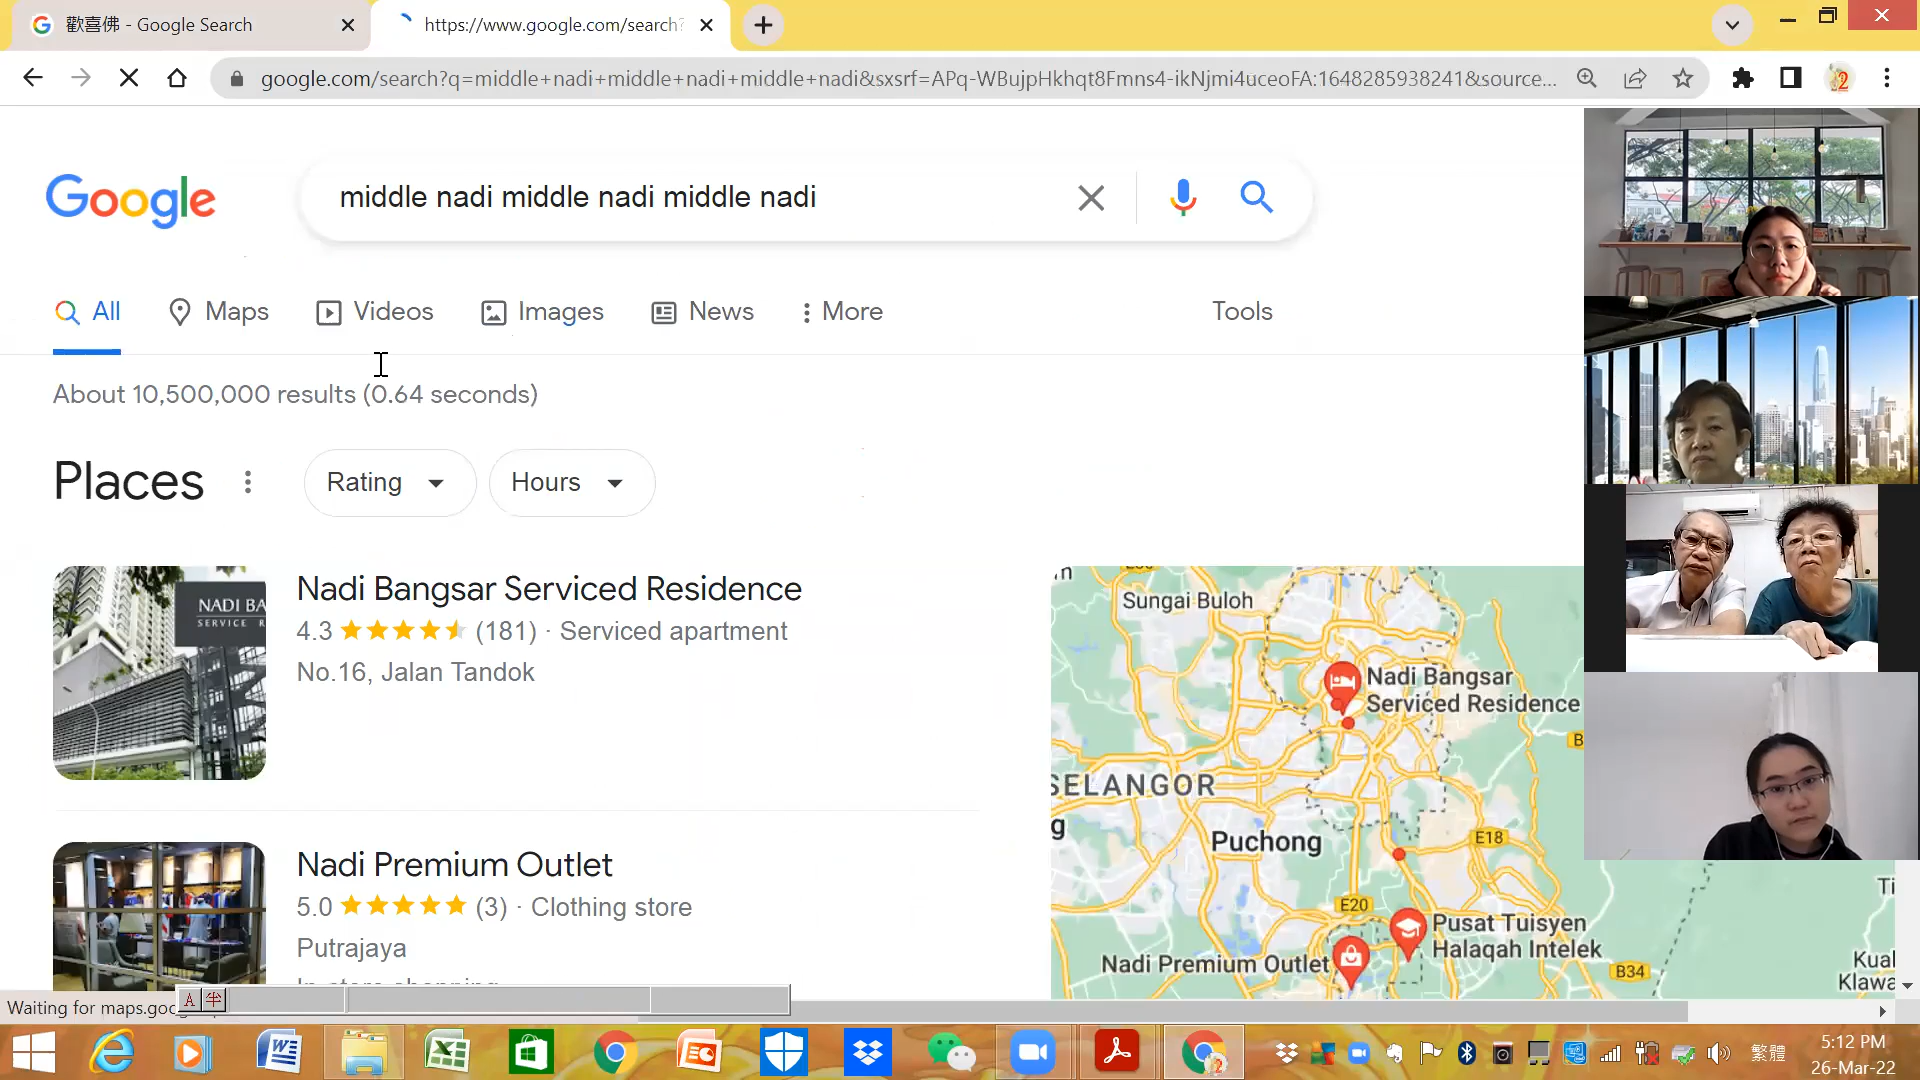 歡喜佛 - Google Search
https://www.google.com/search?
google.com/search?q=middle+nadi+middle+nadi+middle+nadi&sxsrf=APq-WBujpHkhqt8Fmns4-ikNjmi4uceoFA:1648285938241&source...
Google
middle nadi middle nadi middle nadi
All
Maps
Videos
Images
News
More
Tools
About 10,500,000 results (0.64 seconds)
Places
Rating
Hours
NADI BA
SERVICE R
Nadi Bangsar Serviced Residence
4.3 (181) · Serviced apartment
No.16, Jalan Tandok
Nadi Premium Outlet
5.0 (3) · Clothing store
Putrajaya
Sungai Buloh
Nadi Bangsar
Serviced Residence
SELANGOR
g
Puchong
E18
E20
Pusat Tuisyen
Halaqah Intelek
Nadi Premium Outlet
B34
Ti
Kual
Klawa
Waiting for maps.goo
A 半
繁體
5:12 PM
26-Mar-22